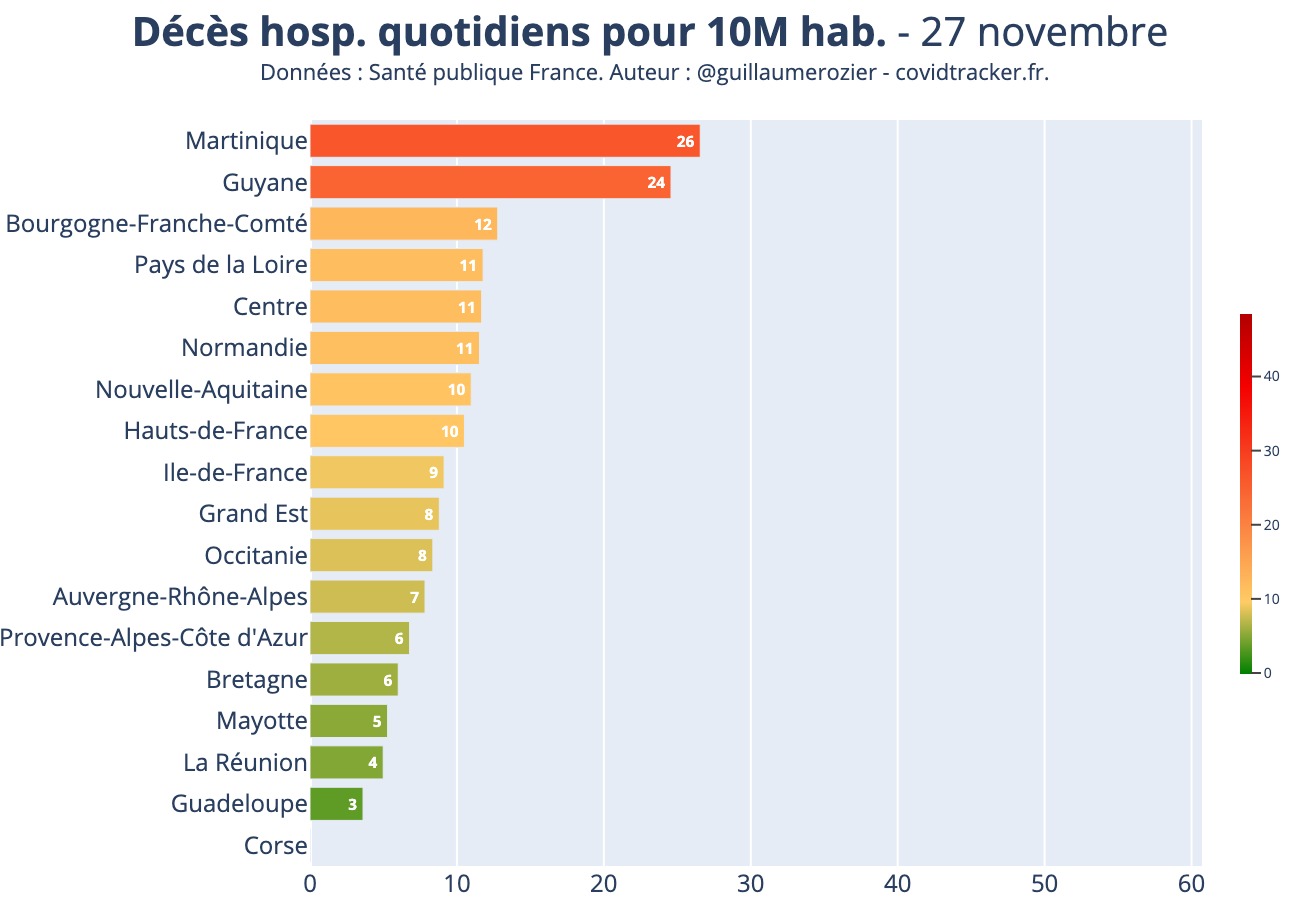 Décès hosp. quotidiens pour 10M hab. - 27 novembre
Données : Santé publique France. Auteur : @guillaumerozier - covidtracker.fr.
Martinique 26
Guyane 24
Bourgogne-Franche-Comté 12
Pays de la Loire 11
Centre 11
Normandie 11
Nouvelle-Aquitaine 10
Hauts-de-France 10
Ile-de-France 9
Grand Est 8
Occitanie 8
Auvergne-Rhône-Alpes 7
Provence-Alpes-Côte d'Azur 6
Bretagne 6
Mayotte 5
La Réunion 4
Guadeloupe 3
Corse
0 10 20 30 40 50 60
40
30
20
10
0